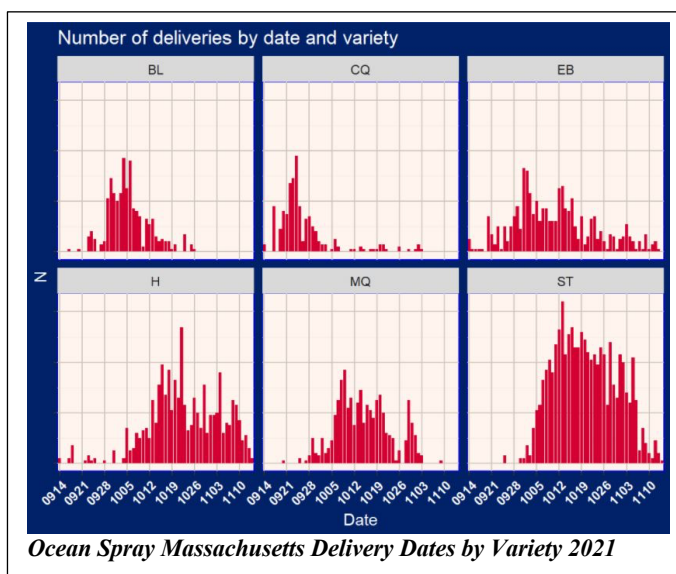 Number of deliveries by date and variety
BL CQ EB
H MQ ST
N
0914 0921 0928 1005 1012 1019 1026 1103 1110 0914 0921 0928 1005 1012 1019 1026 1103 1110 0914 0921 0928 1005 1012 1019 1026 1103 1110
Date
Ocean Spray Massachusetts Delivery Dates by Variety 2021